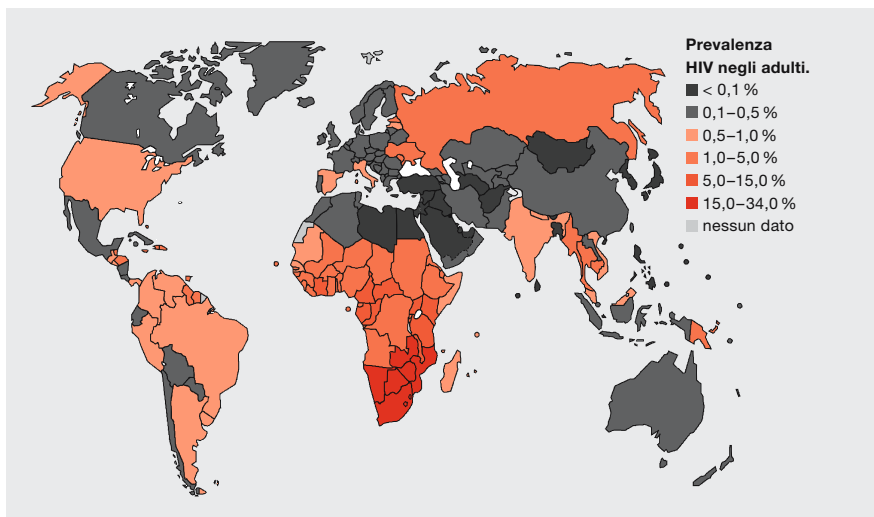 Prevalenza
HIV negli adulti.
< 0,1 %
0,1–0,5 %
0,5–1,0 %
1,0–5,0 %
5,0–15,0 %
15,0–34,0 %
nessun dato